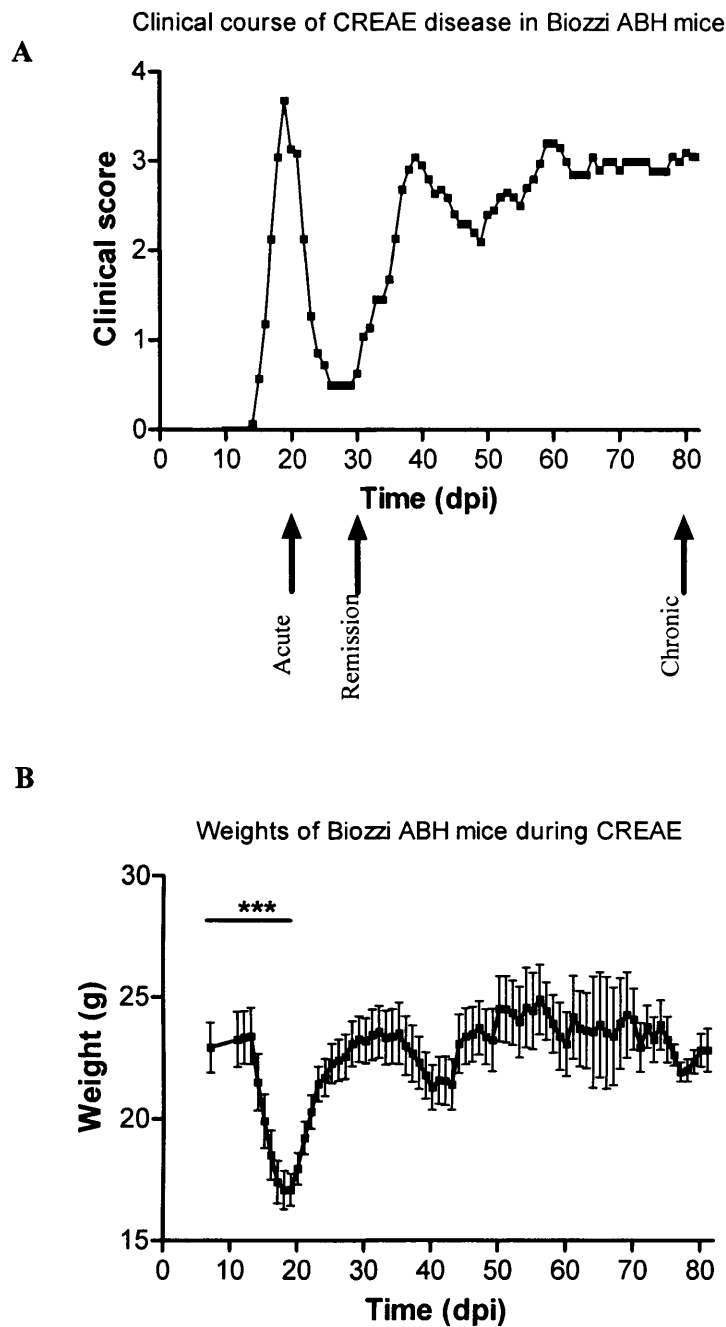 Clinical course of CREAE disease in Biozzi ABH mice
A
4
3
2
1
0
Clinical score
0 10 20 30 40 50 60 70 80
Time (dpi)
Acute
Remission
Chronic
B
Weights of Biozzi ABH mice during CREAE
30
25
20
15
***
Weight (g)
0 10 20 30 40 50 60 70 80
Time (dpi)